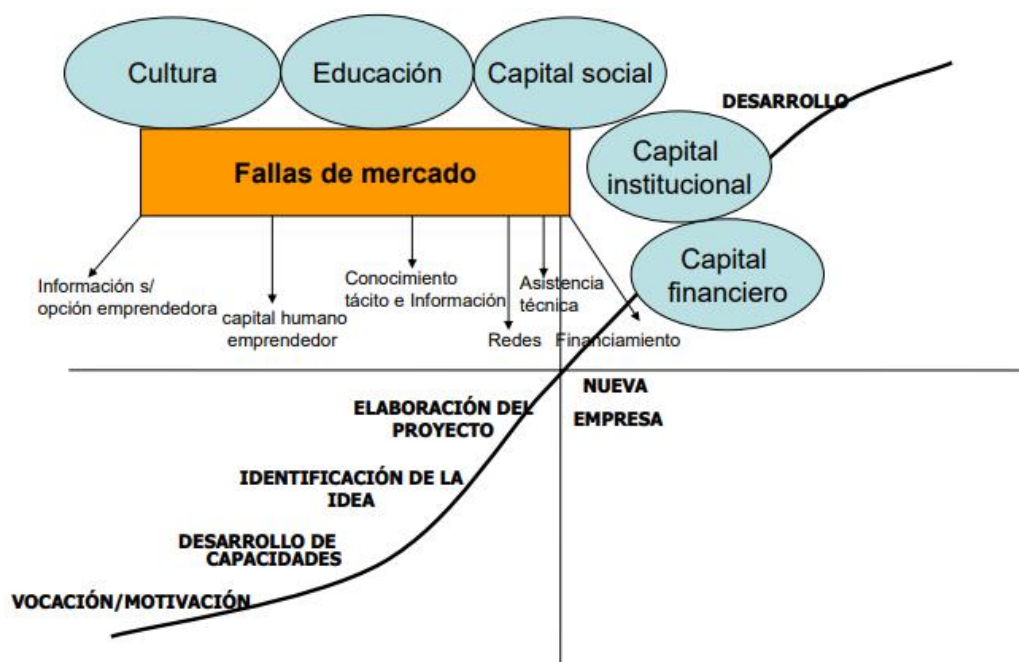 Cultura
Educación
Capital social
DESARROLLO
Fallas de mercado
Capital
institucional
Capital
financiero
Información s/
opción emprendedora
capital humano
emprendedor
Conocimiento
tácito e Información
Redes
Asistencia
técnica
Financiamiento
NUEVA
EMPRESA
ELABORACIÓN DEL
PROYECTO
IDENTIFICACIÓN DE LA
IDEA
DESARROLLO DE
CAPACIDADES
VOCACIÓN/MOTIVACIÓN